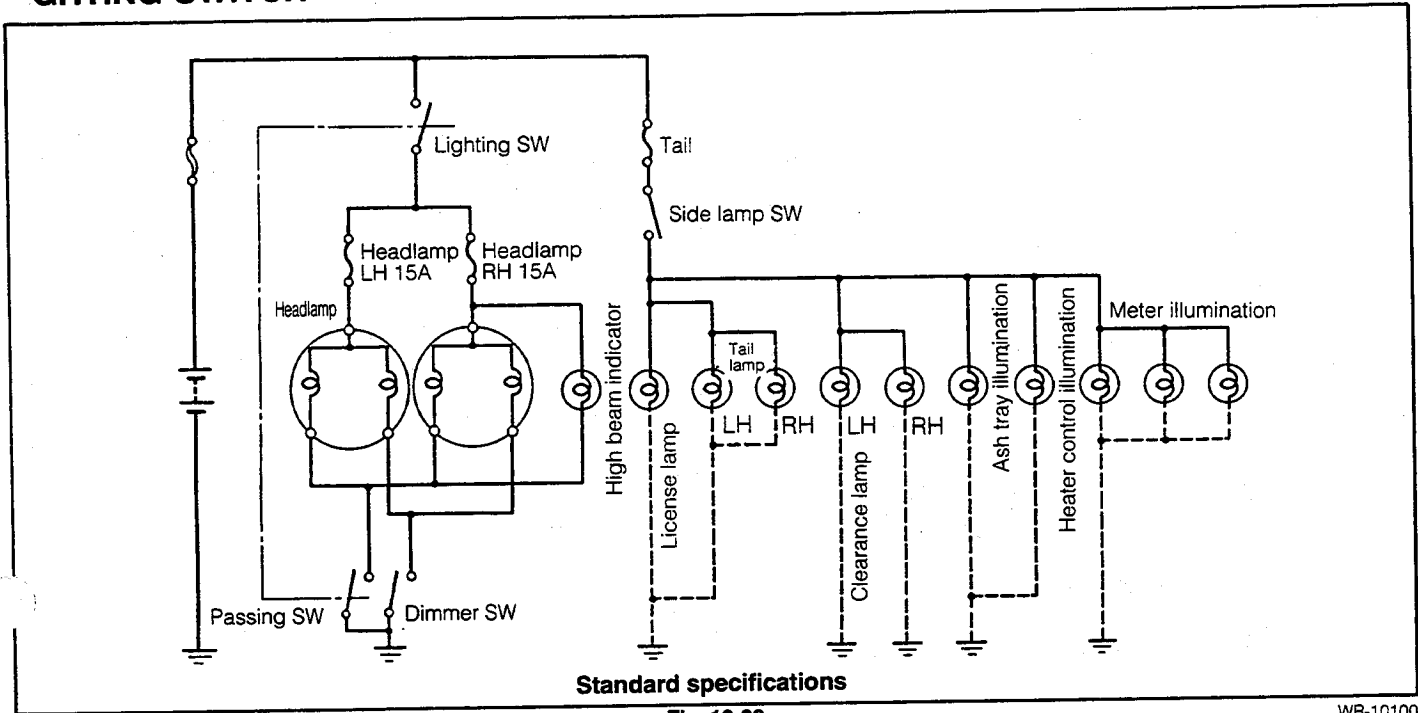 Lighting SW
Tail
Side lamp SW
Headlamp
LH 15A
Headlamp
RH 15A
Headlamp
Meter illumination
Tail
lamp
High beam indicator
License lamp
LH
RH
LH
RH
Clearance lamp
Ash tray illumination
Heater control illumination
Passing SW
Dimmer SW
Standard specifications
WR-10100